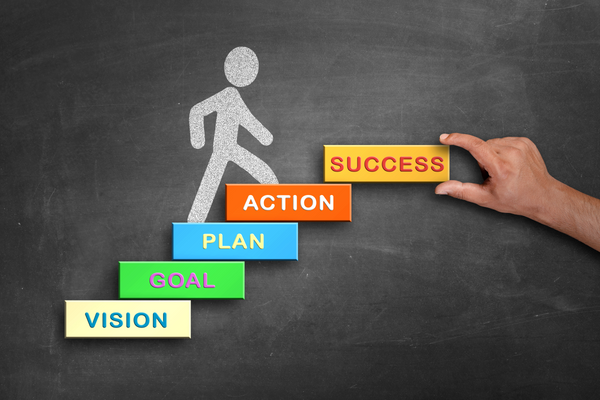 SUCCESS
ACTION
PLAN
GOAL
VISION